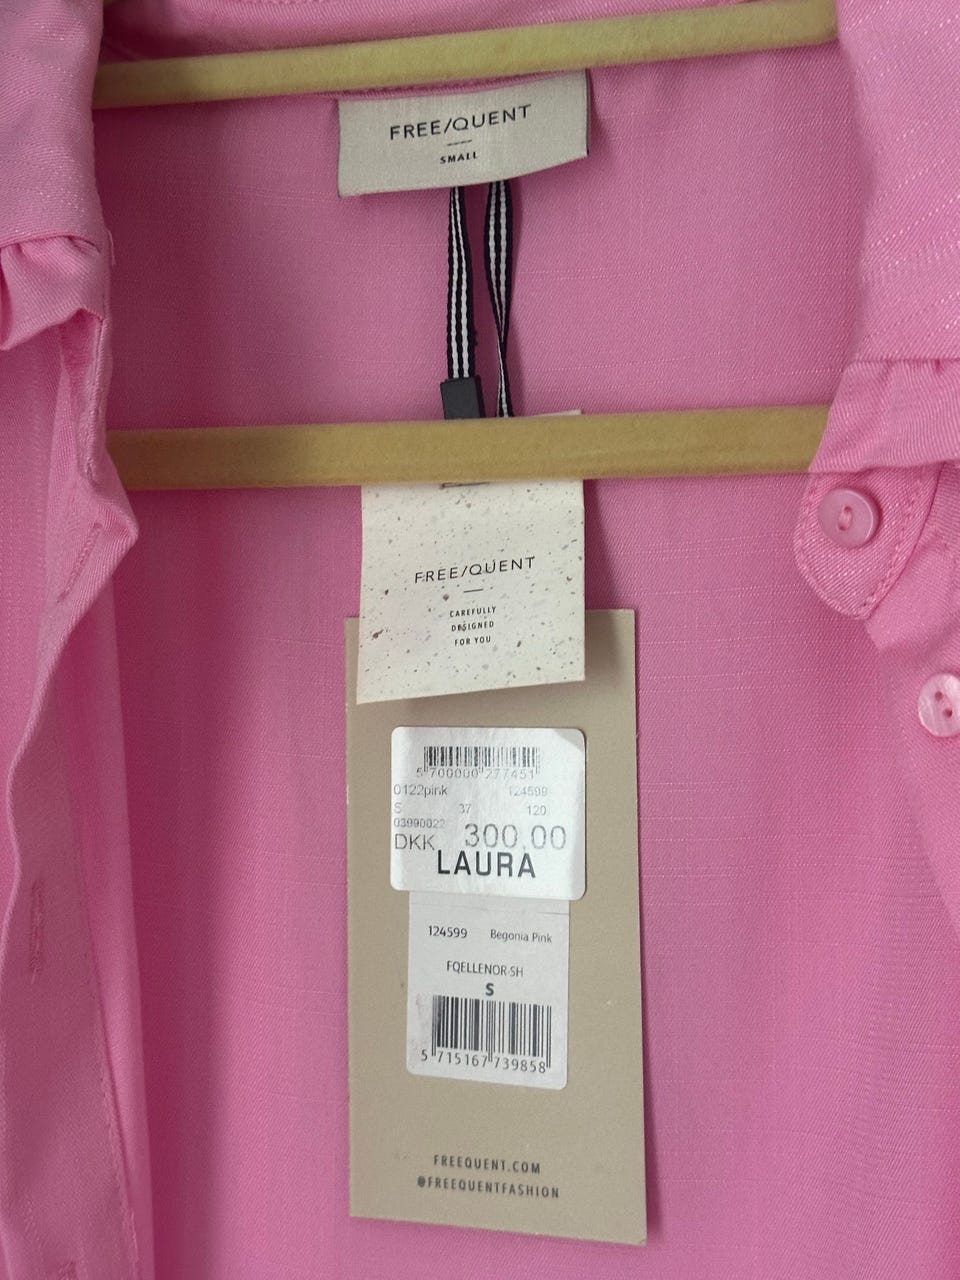 FREE/QUENT
SMALL
FREE/QUENT
CAREFULLY
DESIGNED
FOR YOU
5 700000 277451
0122pink 124599
S 37 120
03990022
DKK 300,00
LAURA
124599 Begonia Pink
FQELLENOR-SH
S
5 715167 739858
FREEQUENT.COM
@FREEQUENTFASHION